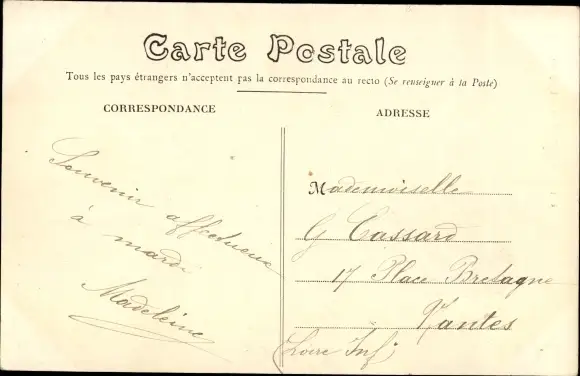 Carte Postale
Tous les pays étrangers n'acceptent pas la correspondance au recto (Se renseigner à la Poste)
CORRESPONDANCE
ADRESSE
Souvenir affectueux
à mardi
Madeleine
Mademoiselle
G Cassard
17 Place Bretagne
Nantes
(Loire Inf)